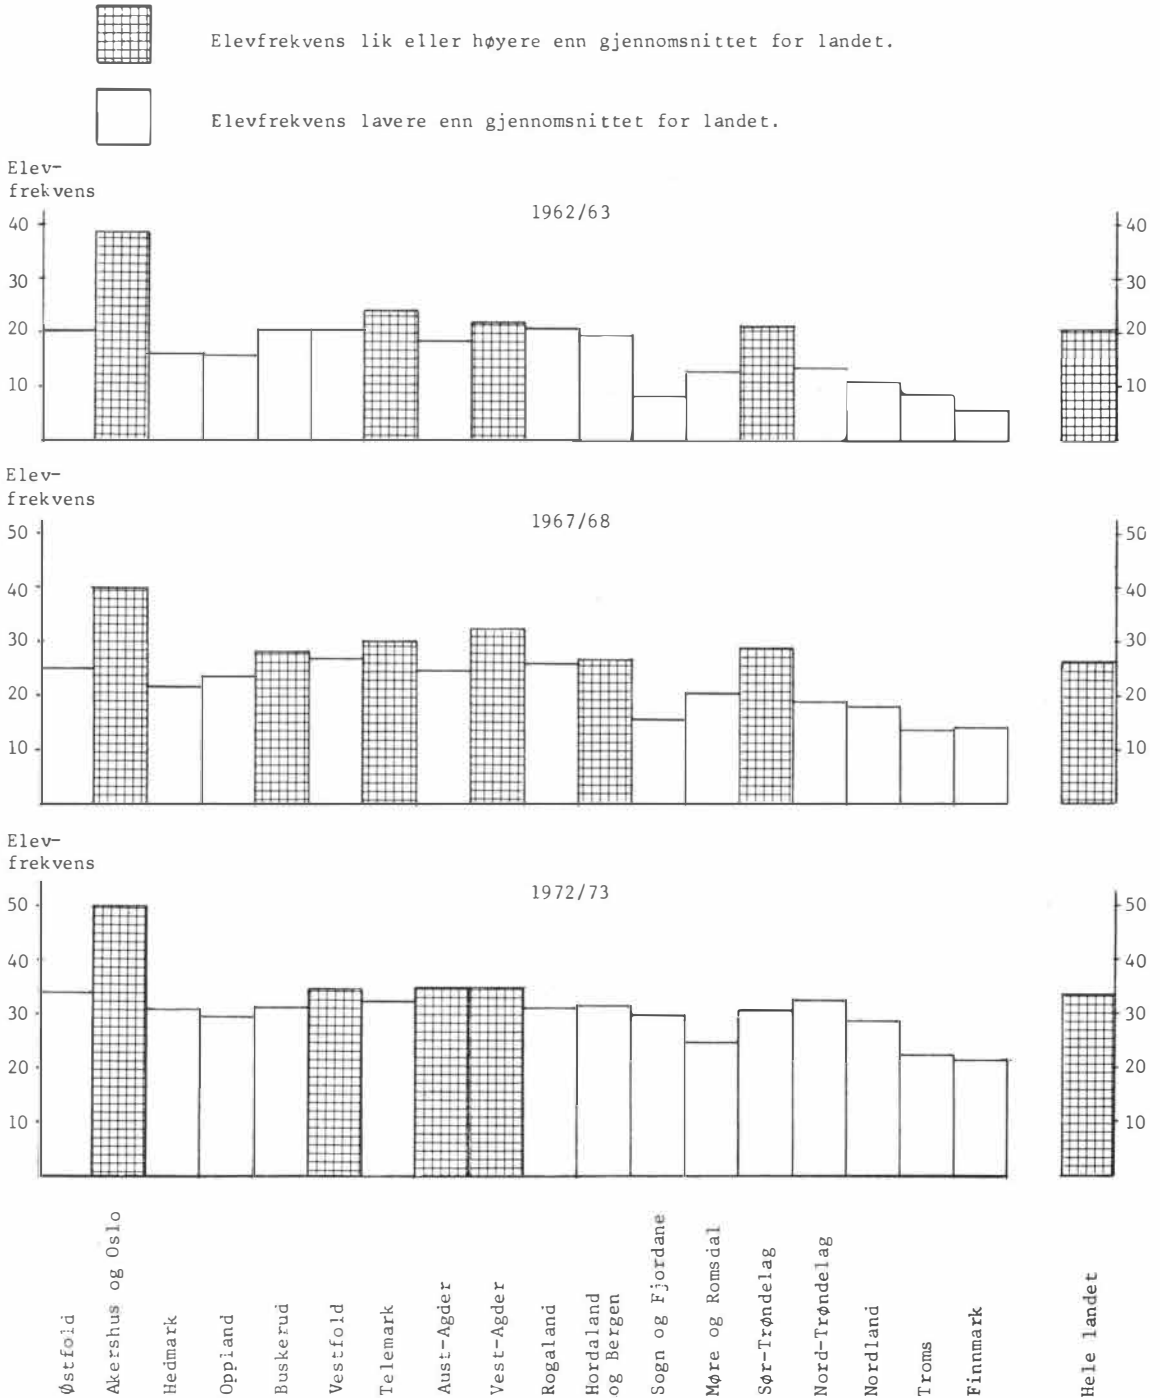 Elevfrekvens lik eller høyere enn gjennomsnittet for landet.
Elevfrekvens lavere enn gjennomsnittet for landet.
Elev-
frekvens
1962/63
40
30
20
10
40
30
20
10
Elev-
frekvens
1967/68
50
40
30
20
10
50
40
30
20
10
Elev-
frekvens
1972/73
50
40
30
20
10
50
40
30
20
10
Østfold
Akershus og Oslo
Hedmark
Oppland
Buskerud
Vestfold
Telemark
Aust-Agder
Vest-Agder
Rogaland
Hordaland
og Bergen
Sogn og Fjordane
Møre og Romsdal
Sør-Trøndelag
Nord-Trøndelag
Nordland
Troms
Finnmark
Hele landet